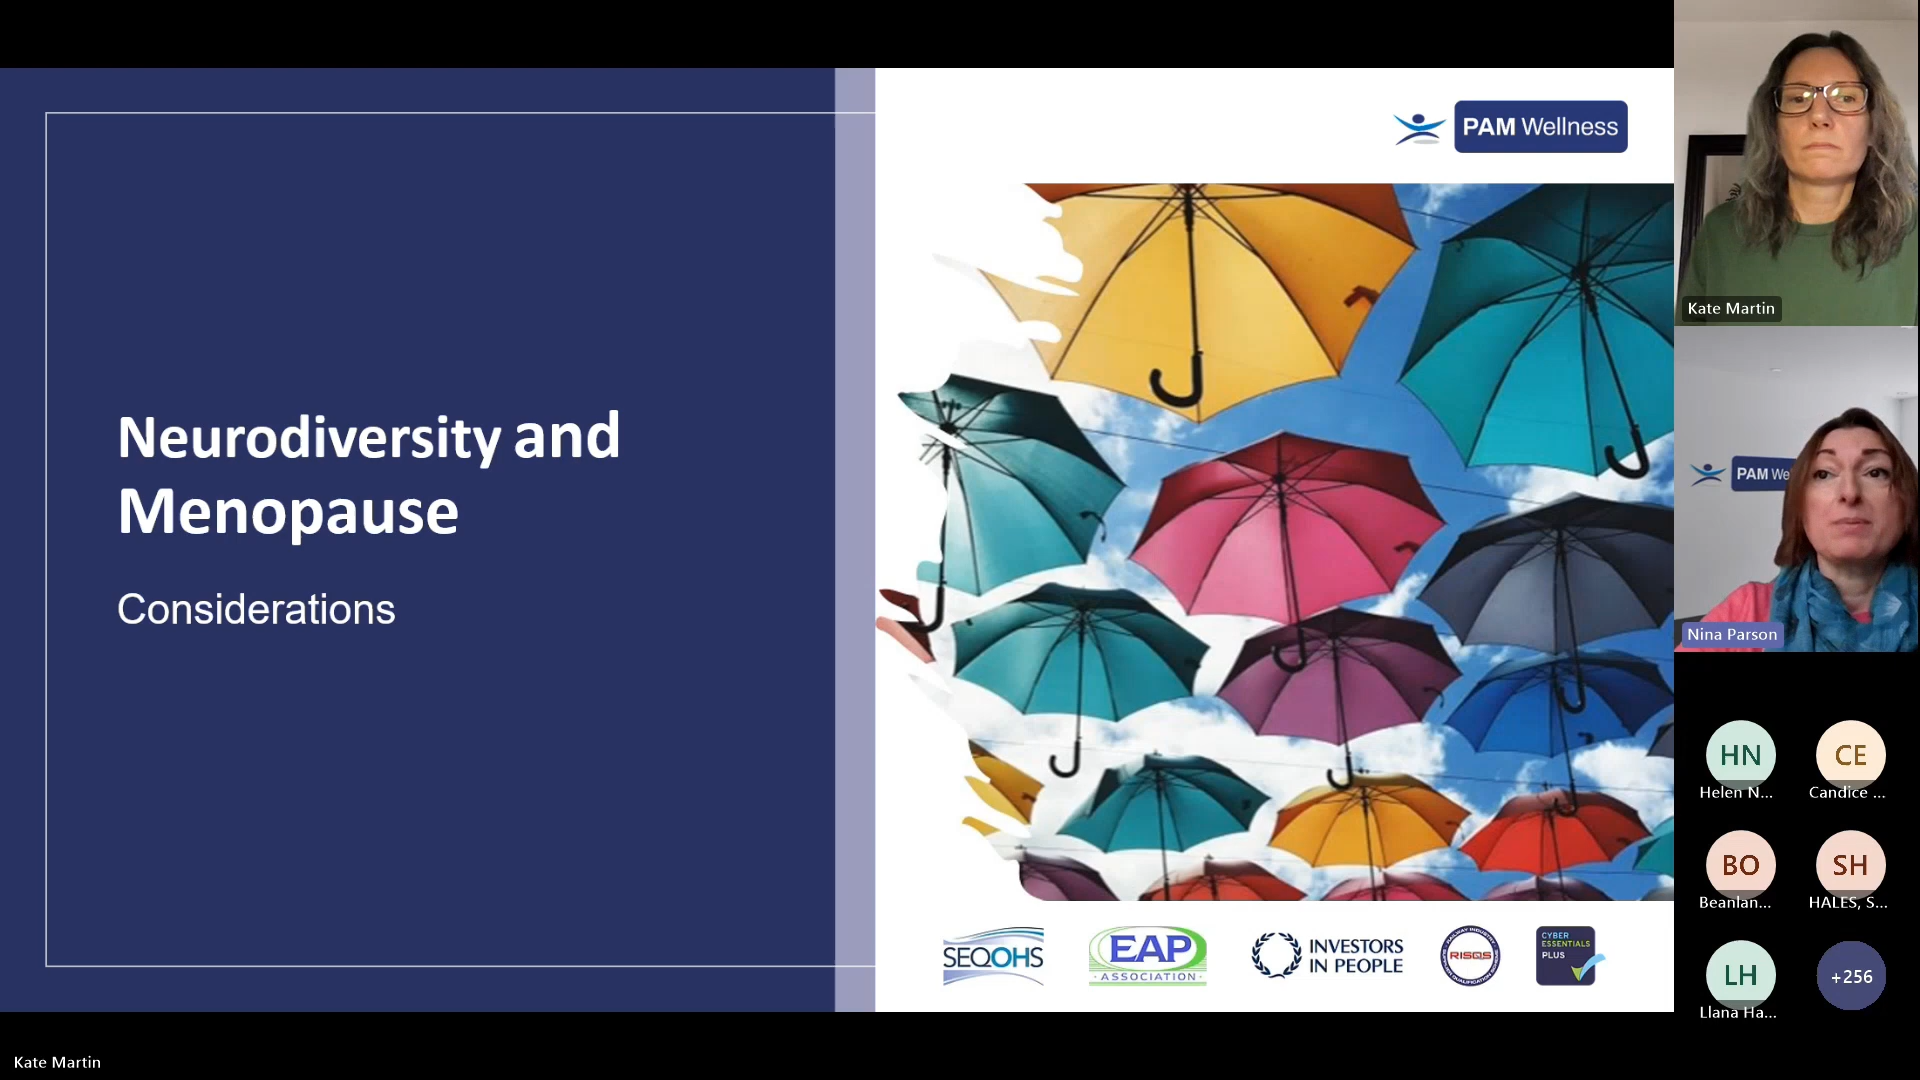 Neurodiversity and
Menopause
Considerations
PAM Wellness
SEQOHS
EAP
ASSOCIATION
INVESTORS
IN PEOPLE
RISQS
CYBER
ESSENTIALS
PLUS
Kate Martin
PAM We
Nina Parson
HN
Helen N...
CE
Candice ...
BO
Beanlan...
SH
HALES, S...
LH
Llana Ha...
+256
Kate Martin